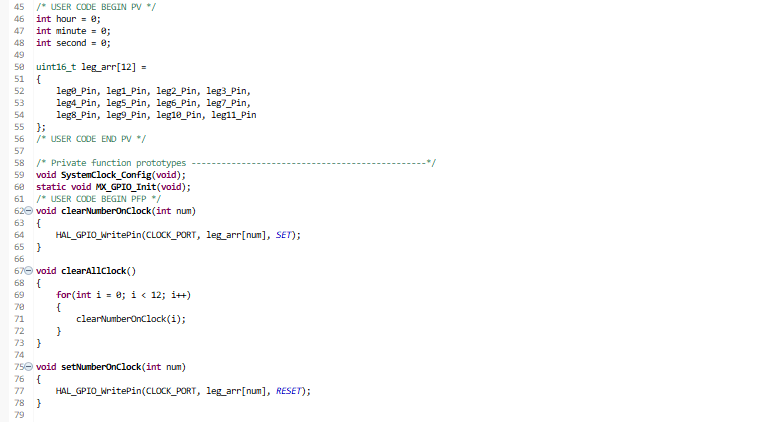 45 /* USER CODE BEGIN PV */
46 int hour = 0;
47 int minute = 0;
48 int second = 0;
49
50 uint16_t leg_arr[12] =
51 {
52 leg0_Pin, leg1_Pin, leg2_Pin, leg3_Pin,
53 leg4_Pin, leg5_Pin, leg6_Pin, leg7_Pin,
54 leg8_Pin, leg9_Pin, leg10_Pin, leg11_Pin
55 };
56 /* USER CODE END PV */
57
58 /* Private function prototypes -----------------------------------------------*/
59 void SystemClock_Config(void);
60 static void MX_GPIO_Init(void);
61 /* USER CODE BEGIN PFP */
62 void clearNumberOnClock(int num)
63 {
64 HAL_GPIO_WritePin(CLOCK_PORT, leg_arr[num], SET);
65 }
66
67 void clearAllClock()
68 {
69 for(int i = 0; i < 12; i++)
70 {
71 clearNumberOnClock(i);
72 }
73 }
74
75 void setNumberOnClock(int num)
76 {
77 HAL_GPIO_WritePin(CLOCK_PORT, leg_arr[num], RESET);
78 }
79